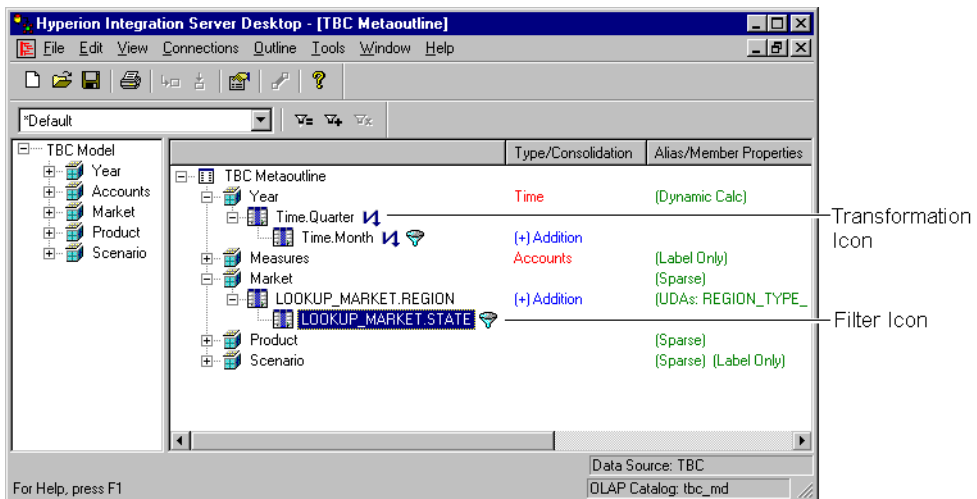 Hyperion Integration Server Desktop - [TBC Metaoutline]
File Edit View Connections Outline Tools Window Help
*Default
TBC Model
Year
Accounts
Market
Product
Scenario
Type/Consolidation Alias/Member Properties
TBC Metaoutline
Year Time (Dynamic Calc)
Time.Quarter
Time.Month (+) Addition
Measures Accounts (Label Only)
Market (Sparse)
LOOKUP_MARKET.REGION (+) Addition (UDAs: REGION_TYPE_
LOOKUP_MARKET.STATE
Product (Sparse)
Scenario (Sparse) (Label Only)
Transformation
Icon
Filter Icon
Data Source: TBC
For Help, press F1 OLAP Catalog: tbc_md